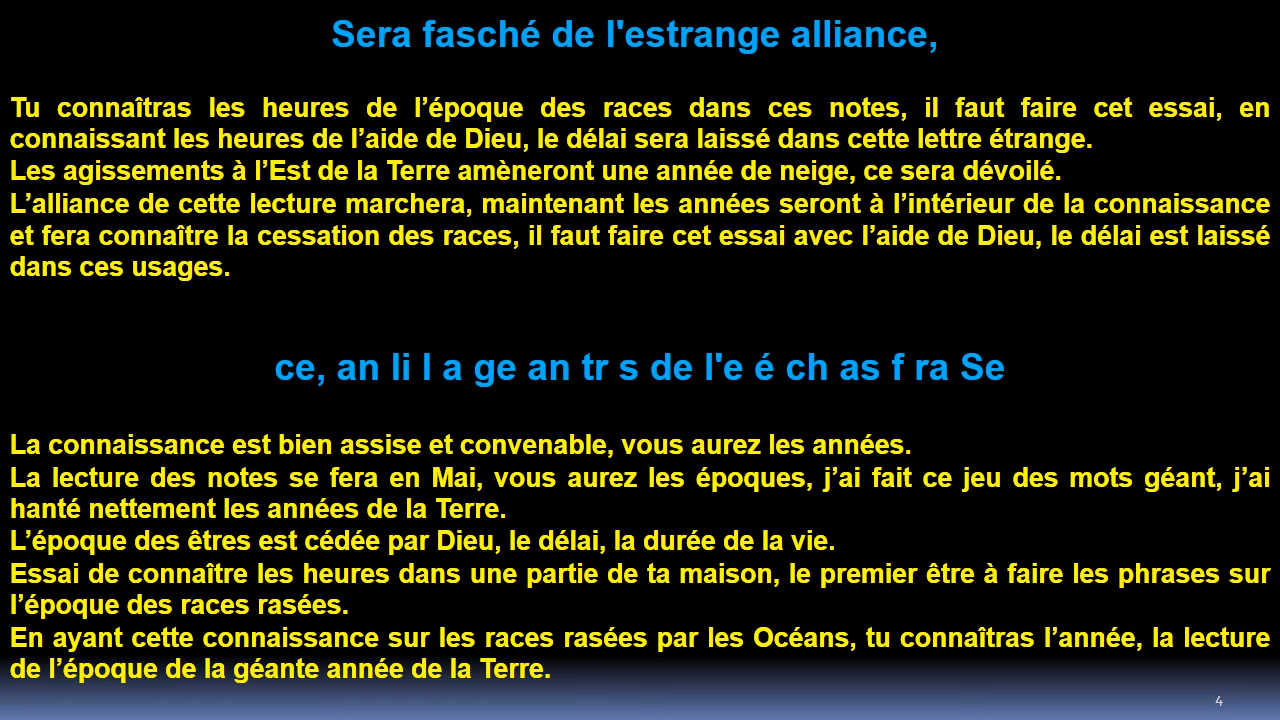 Sera fasché de l'estrange alliance,
Tu connaîtras les heures de l’époque des races dans ces notes, il faut faire cet essai, en
connaissant les heures de l’aide de Dieu, le délai sera laissé dans cette lettre étrange.
Les agissements à l’Est de la Terre amèneront une année de neige, ce sera dévoilé.
L’alliance de cette lecture marchera, maintenant les années seront à l’intérieur de la connaissance
et fera connaître la cessation des races, il faut faire cet essai avec l’aide de Dieu, le délai est laissé
dans ces usages.
ce, an li l a ge an tr s de l'e é ch as f ra Se
La connaissance est bien assise et convenable, vous aurez les années.
La lecture des notes se fera en Mai, vous aurez les époques, j’ai fait ce jeu des mots géant, j’ai
hanté nettement les années de la Terre.
L’époque des êtres est cédée par Dieu, le délai, la durée de la vie.
Essai de connaître les heures dans une partie de ta maison, le premier être à faire les phrases sur
l’époque des races rasées.
En ayant cette connaissance sur les races rasées par les Océans, tu connaîtras l’année, la lecture
de l’époque de la géante année de la Terre.
4